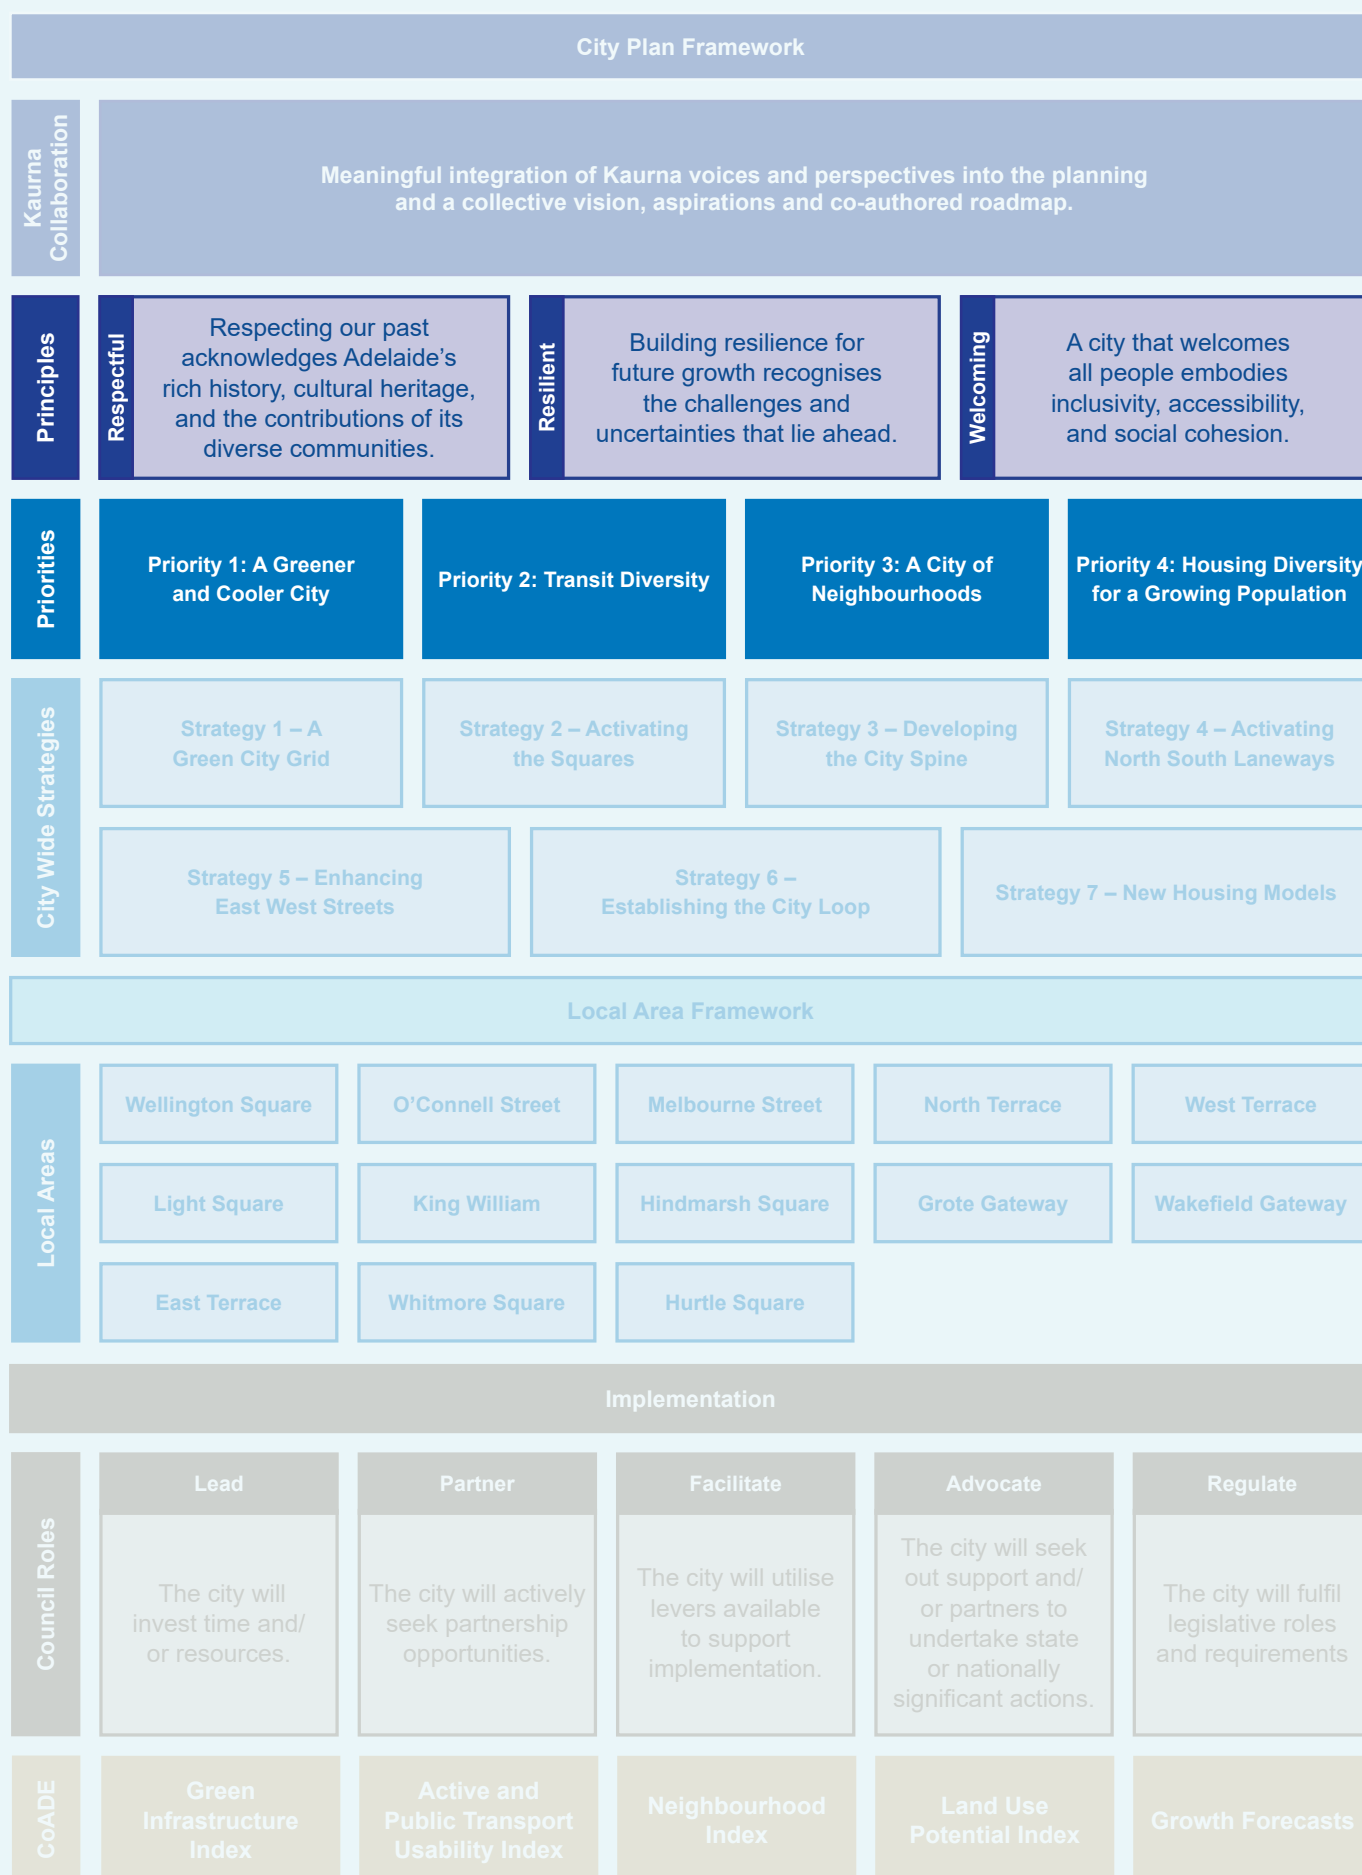 City Plan Framework
Kaurna
Collaboration
Meaningful integration of Kaurna voices and perspectives into the planning
and a collective vision, aspirations and co-authored roadmap.
Principles
Respectful
Respecting our past
acknowledges Adelaide’s
rich history, cultural heritage,
and the contributions of its
diverse communities.
Resilient
Building resilience for
future growth recognises
the challenges and
uncertainties that lie ahead.
Welcoming
A city that welcomes
all people embodies
inclusivity, accessibility,
and social cohesion.
Priorities
Priority 1: A Greener
and Cooler City
Priority 2: Transit Diversity
Priority 3: A City of
Neighbourhoods
Priority 4: Housing Diversity
for a Growing Population
City Wide Strategies
Strategy 1 – A
Green City Grid
Strategy 2 – Activating
the Squares
Strategy 3 – Developing
the City Spine
Strategy 4 – Activating
North South Laneways
Strategy 5 – Enhancing
East West Streets
Strategy 6 –
Establishing the City Loop
Strategy 7 – New Housing Models
Local Area Framework
Local Areas
Wellington Square
O’Connell Street
Melbourne Street
North Terrace
West Terrace
Light Square
King William
Hindmarsh Square
Grote Gateway
Wakefield Gateway
East Terrace
Whitmore Square
Hurtle Square
Implementation
Council Roles
Lead
The city will
invest time and/
or resources.
Partner
The city will actively
seek partnership
opportunities.
Facilitate
The city will utilise
levers available
to support
implementation.
Advocate
The city will seek
out support and/
or partners to
undertake state
or nationally
significant actions.
Regulate
The city will fulfil
legislative roles
and requirements
CoADE
Green
Infrastructure
Index
Active and
Public Transport
Usability Index
Neighbourhood
Index
Land Use
Potential Index
Growth Forecasts